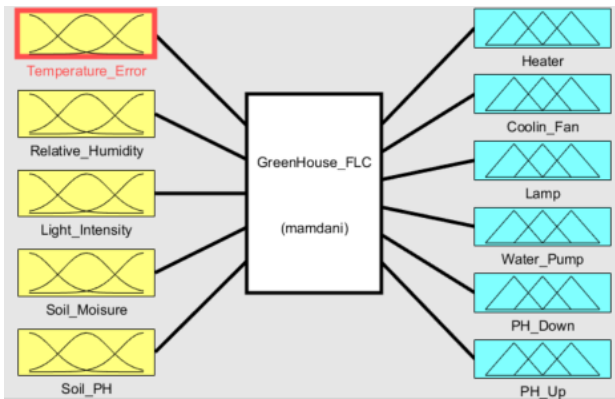 Temperature_Error
Relative_Humidity
Light_Intensity
Soil_Moisure
Soil_PH
GreenHouse_FLC
(mamdani)
Heater
Coolin_Fan
Lamp
Water_Pump
PH_Down
PH_Up